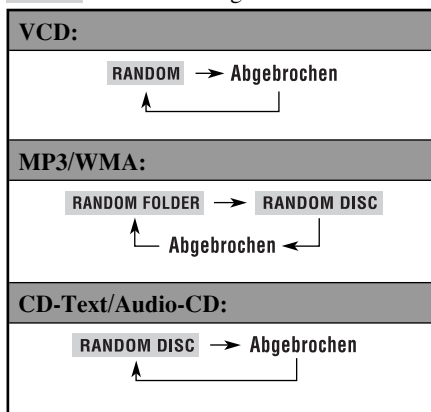 VCD:
RANDOM → Abgebrochen
MP3/WMA:
RANDOM FOLDER → RANDOM DISC
Abgebrochen
CD-Text/Audio-CD:
RANDOM DISC → Abgebrochen